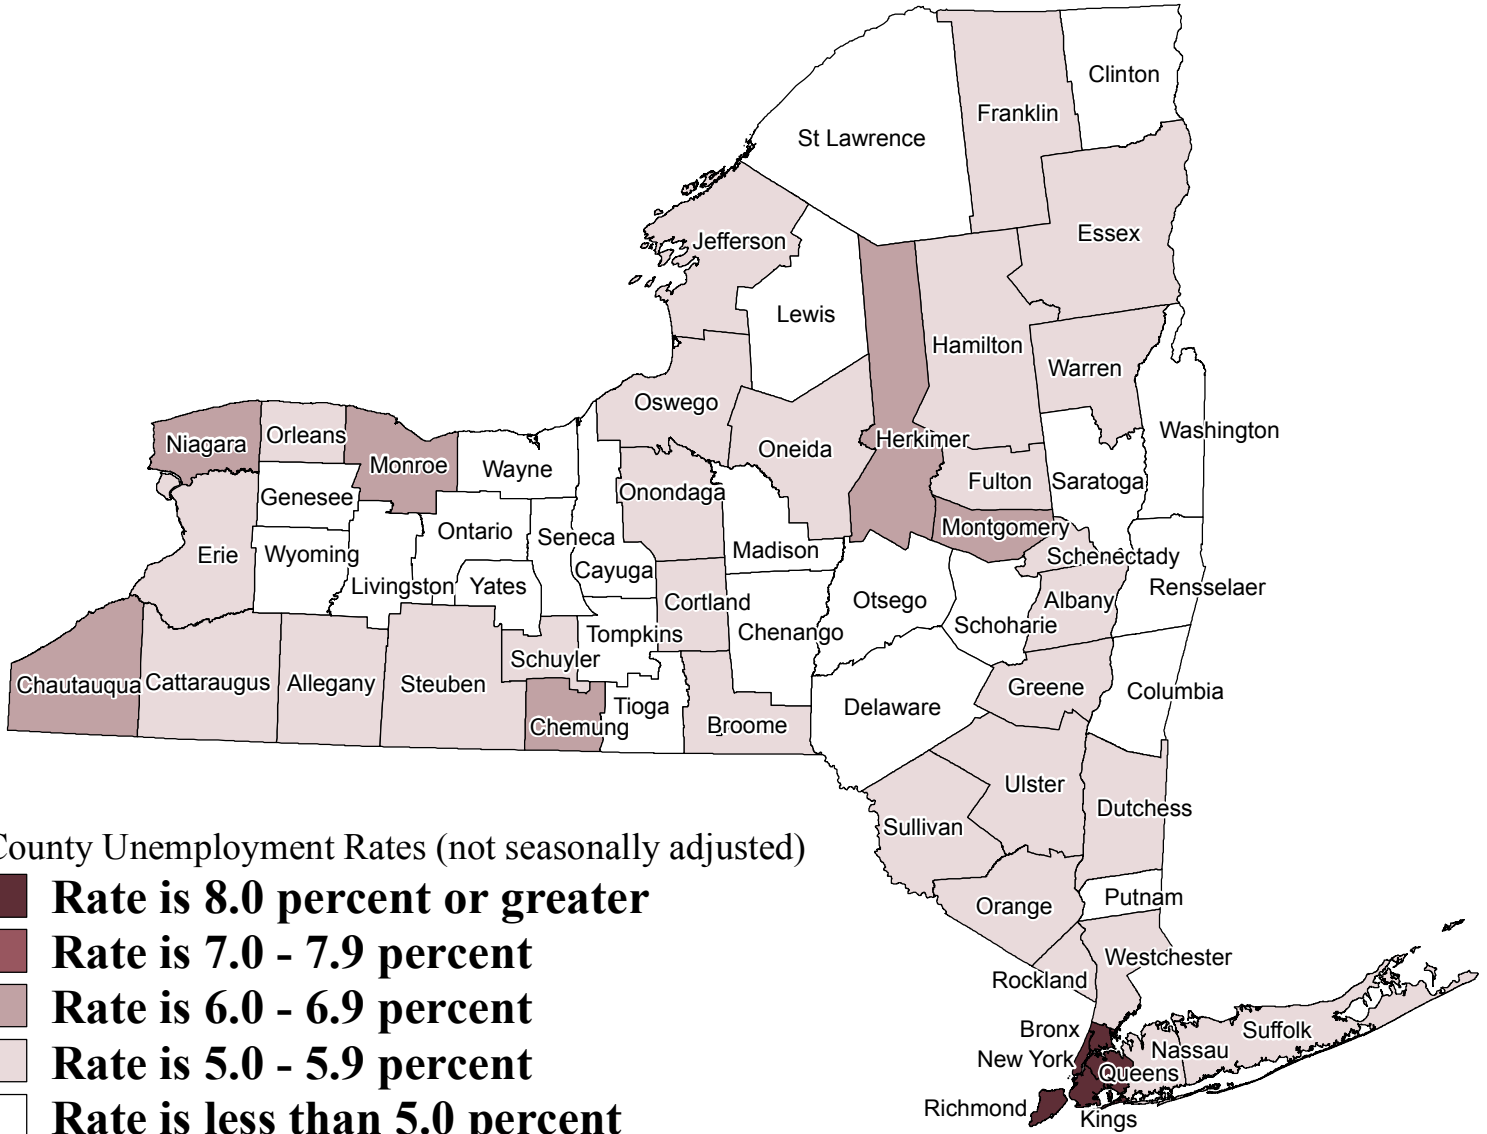 Clinton
Franklin
St Lawrence
Essex
Jefferson
Lewis
Hamilton
Warren
Oswego
Herkimer
Washington
Oneida
Niagara
Orleans
Monroe
Wayne
Fulton
Saratoga
Genesee
Onondaga
Montgomery
Ontario
Seneca
Erie
Wyoming
Madison
Schenectady
Cayuga
Livingston
Yates
Rensselaer
Cortland
Otsego
Albany
Tompkins
Chenango
Schoharie
Schuyler
Chautauqua
Cattaraugus
Allegany
Steuben
Greene
Columbia
Tioga
Delaware
Chemung
Broome
Ulster
Dutchess
Sullivan
Putnam
Orange
Westchester
Rockland
Bronx
Suffolk
New York
Nassau
Queens
Richmond
Kings
County Unemployment Rates (not seasonally adjusted)
Rate is 8.0 percent or greater
Rate is 7.0 - 7.9 percent
Rate is 6.0 - 6.9 percent
Rate is 5.0 - 5.9 percent
Rate is less than 5.0 percent